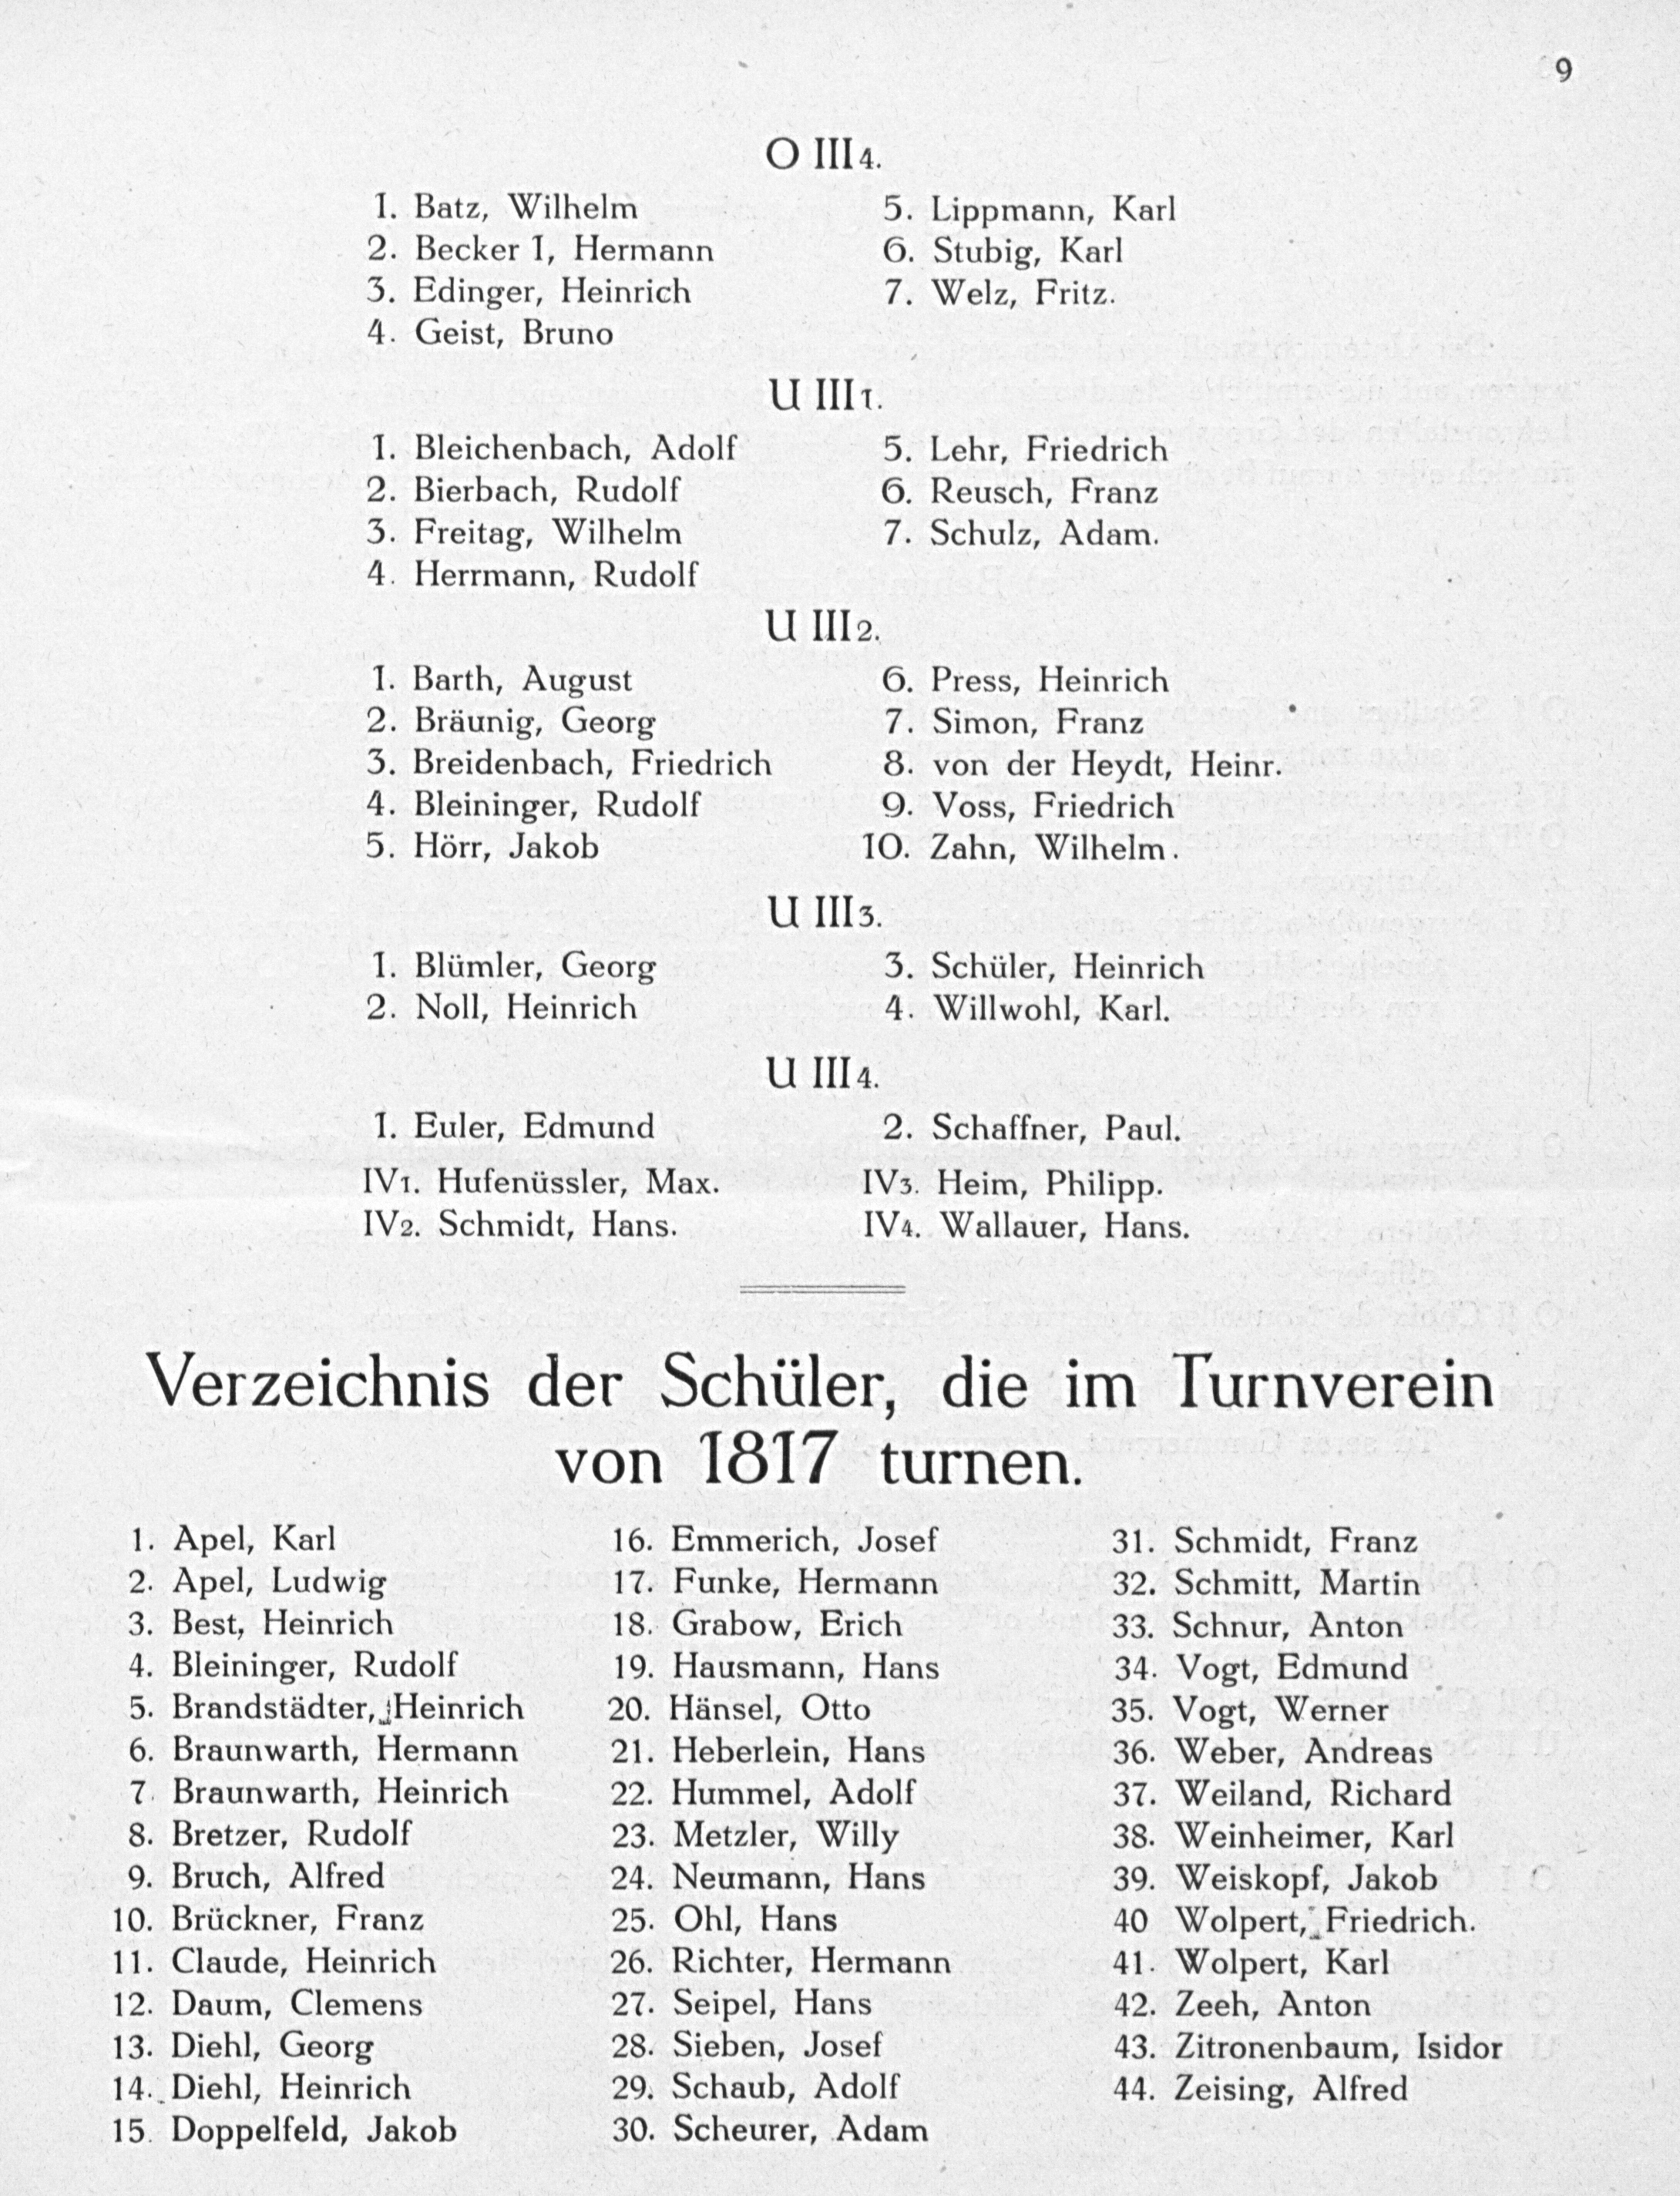 9
O III4.
1. Batz, Wilhelm
2. Becker I, Hermann
3. Edinger, Heinrich
4. Geist, Bruno
5. Lippmann, Karl
6. Stubig, Karl
7. Welz, Fritz.
U III1.
1. Bleichenbach, Adolf
2. Bierbach, Rudolf
3. Freitag, Wilhelm
4. Herrmann, Rudolf
5. Lehr, Friedrich
6. Reusch, Franz
7. Schulz, Adam.
U III2.
1. Barth, August
2. Bräunig, Georg
3. Breidenbach, Friedrich
4. Bleininger, Rudolf
5. Hörr, Jakob
6. Press, Heinrich
7. Simon, Franz
8. von der Heydt, Heinr.
9. Voss, Friedrich
10. Zahn, Wilhelm.
U III3.
1. Blümler, Georg
2. Noll, Heinrich
3. Schüler, Heinrich
4. Willwohl, Karl.
U III4.
1. Euler, Edmund
2. Schaffner, Paul.
IV1. Hufenüssler, Max.
IV2. Schmidt, Hans.
IV3. Heim, Philipp.
IV4. Wallauer, Hans.
Verzeichnis der Schüler, die im Turnverein
von 1817 turnen.
1. Apel, Karl
2. Apel, Ludwig
3. Best, Heinrich
4. Bleininger, Rudolf
5. Brandstädter, Heinrich
6. Braunwarth, Hermann
7. Braunwarth, Heinrich
8. Bretzer, Rudolf
9. Bruch, Alfred
10. Brückner, Franz
11. Claude, Heinrich
12. Daum, Clemens
13. Diehl, Georg
14. Diehl, Heinrich
15. Doppelfeld, Jakob
16. Emmerich, Josef
17. Funke, Hermann
18. Grabow, Erich
19. Hausmann, Hans
20. Hänsel, Otto
21. Heberlein, Hans
22. Hummel, Adolf
23. Metzler, Willy
24. Neumann, Hans
25. Ohl, Hans
26. Richter, Hermann
27. Seipel, Hans
28. Sieben, Josef
29. Schaub, Adolf
30. Scheurer, Adam
31. Schmidt, Franz
32. Schmitt, Martin
33. Schnur, Anton
34. Vogt, Edmund
35. Vogt, Werner
36. Weber, Andreas
37. Weiland, Richard
38. Weinheimer, Karl
39. Weiskopf, Jakob
40 Wolpert, Friedrich.
41. Wolpert, Karl
42. Zeeh, Anton
43. Zitronenbaum, Isidor
44. Zeising, Alfred